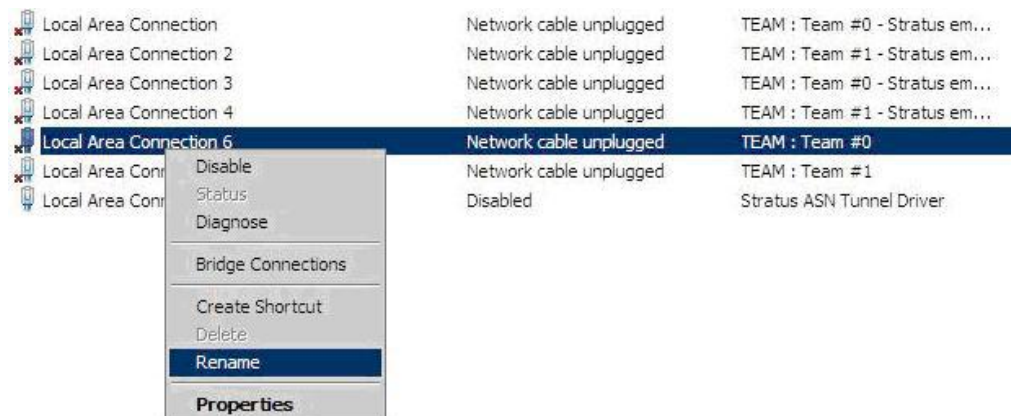 Local Area Connection Network cable unplugged TEAM : Team #0 - Stratus em...
Local Area Connection 2 Network cable unplugged TEAM : Team #1 - Stratus em...
Local Area Connection 3 Network cable unplugged TEAM : Team #0 - Stratus em...
Local Area Connection 4 Network cable unplugged TEAM : Team #1 - Stratus em...
Local Area Connection 6 Network cable unplugged TEAM : Team #0
Local Area Conn Network cable unplugged TEAM : Team #1
Local Area Conn Disabled Stratus ASN Tunnel Driver
Disable
Status
Diagnose
Bridge Connections
Create Shortcut
Delete
Rename
Properties